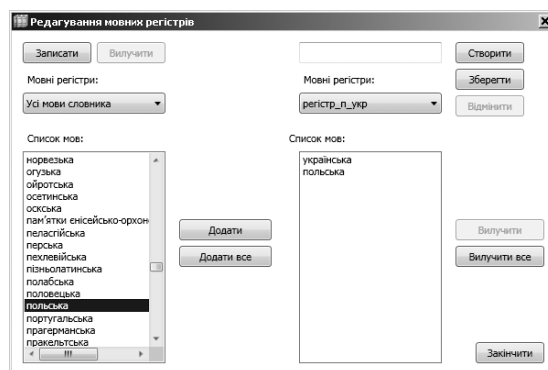 Редагування мовних регістрів
Записати Вилучити Створити
Мовні регістри: Мовні регістри: Зберегти
Усі мови словника регістр_п_укр Відмінити
Список мов: Список мов:
норвезька українська
огузька польська
ойротська
осетинська
оскська
пам'ятки єнісейсько-орхон
пеласгійська
перська Додати Вилучити
пехлевійська
пізньолатинська Додати все Вилучити все
полабська
половецька
польська
португальська
прагерманська
пракельтська
Закінчити